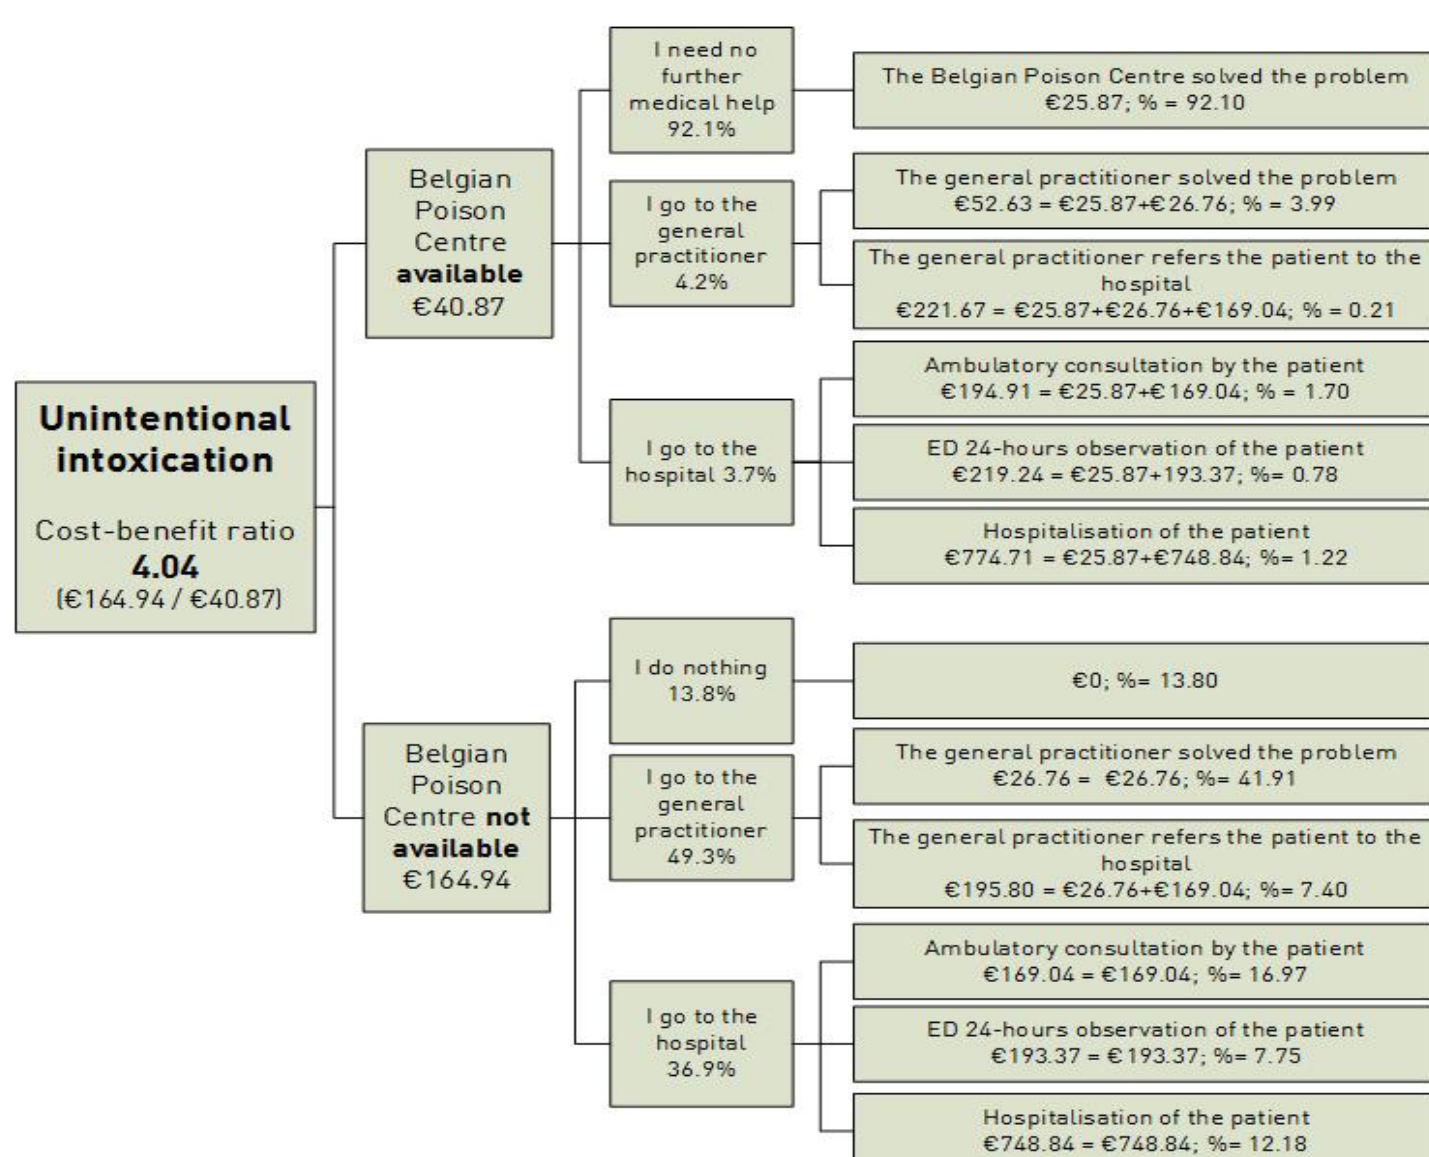 Unintentional
intoxication
Cost-benefit ratio
4.04
(€164.94 / €40.87)
Belgian
Poison
Centre
available
€40.87
I need no
further
medical help
92.1%
The Belgian Poison Centre solved the problem
€25.87; % = 92.10
I go to the
general
practitioner
4.2%
The general practitioner solved the problem
€52.63 = €25.87+€26.76; % = 3.99
The general practitioner refers the patient to the
hospital
€221.67 = €25.87+€26.76+€169.04; % = 0.21
I go to the
hospital 3.7%
Ambulatory consultation by the patient
€194.91 = €25.87+€169.04; % = 1.70
ED 24-hours observation of the patient
€219.24 = €25.87+193.37; %= 0.78
Hospitalisation of the patient
€774.71 = €25.87+€748.84; %= 1.22
Belgian
Poison
Centre not
available
€164.94
I do nothing
13.8%
€0; %= 13.80
I go to the
general
practitioner
49.3%
The general practitioner solved the problem
€26.76 = €26.76; %= 41.91
The general practitioner refers the patient to the
hospital
€195.80 = €26.76+€169.04; %= 7.40
I go to the
hospital
36.9%
Ambulatory consultation by the patient
€169.04 = €169.04; %= 16.97
ED 24-hours observation of the patient
€193.37 = €193.37; %= 7.75
Hospitalisation of the patient
€748.84 = €748.84; %= 12.18